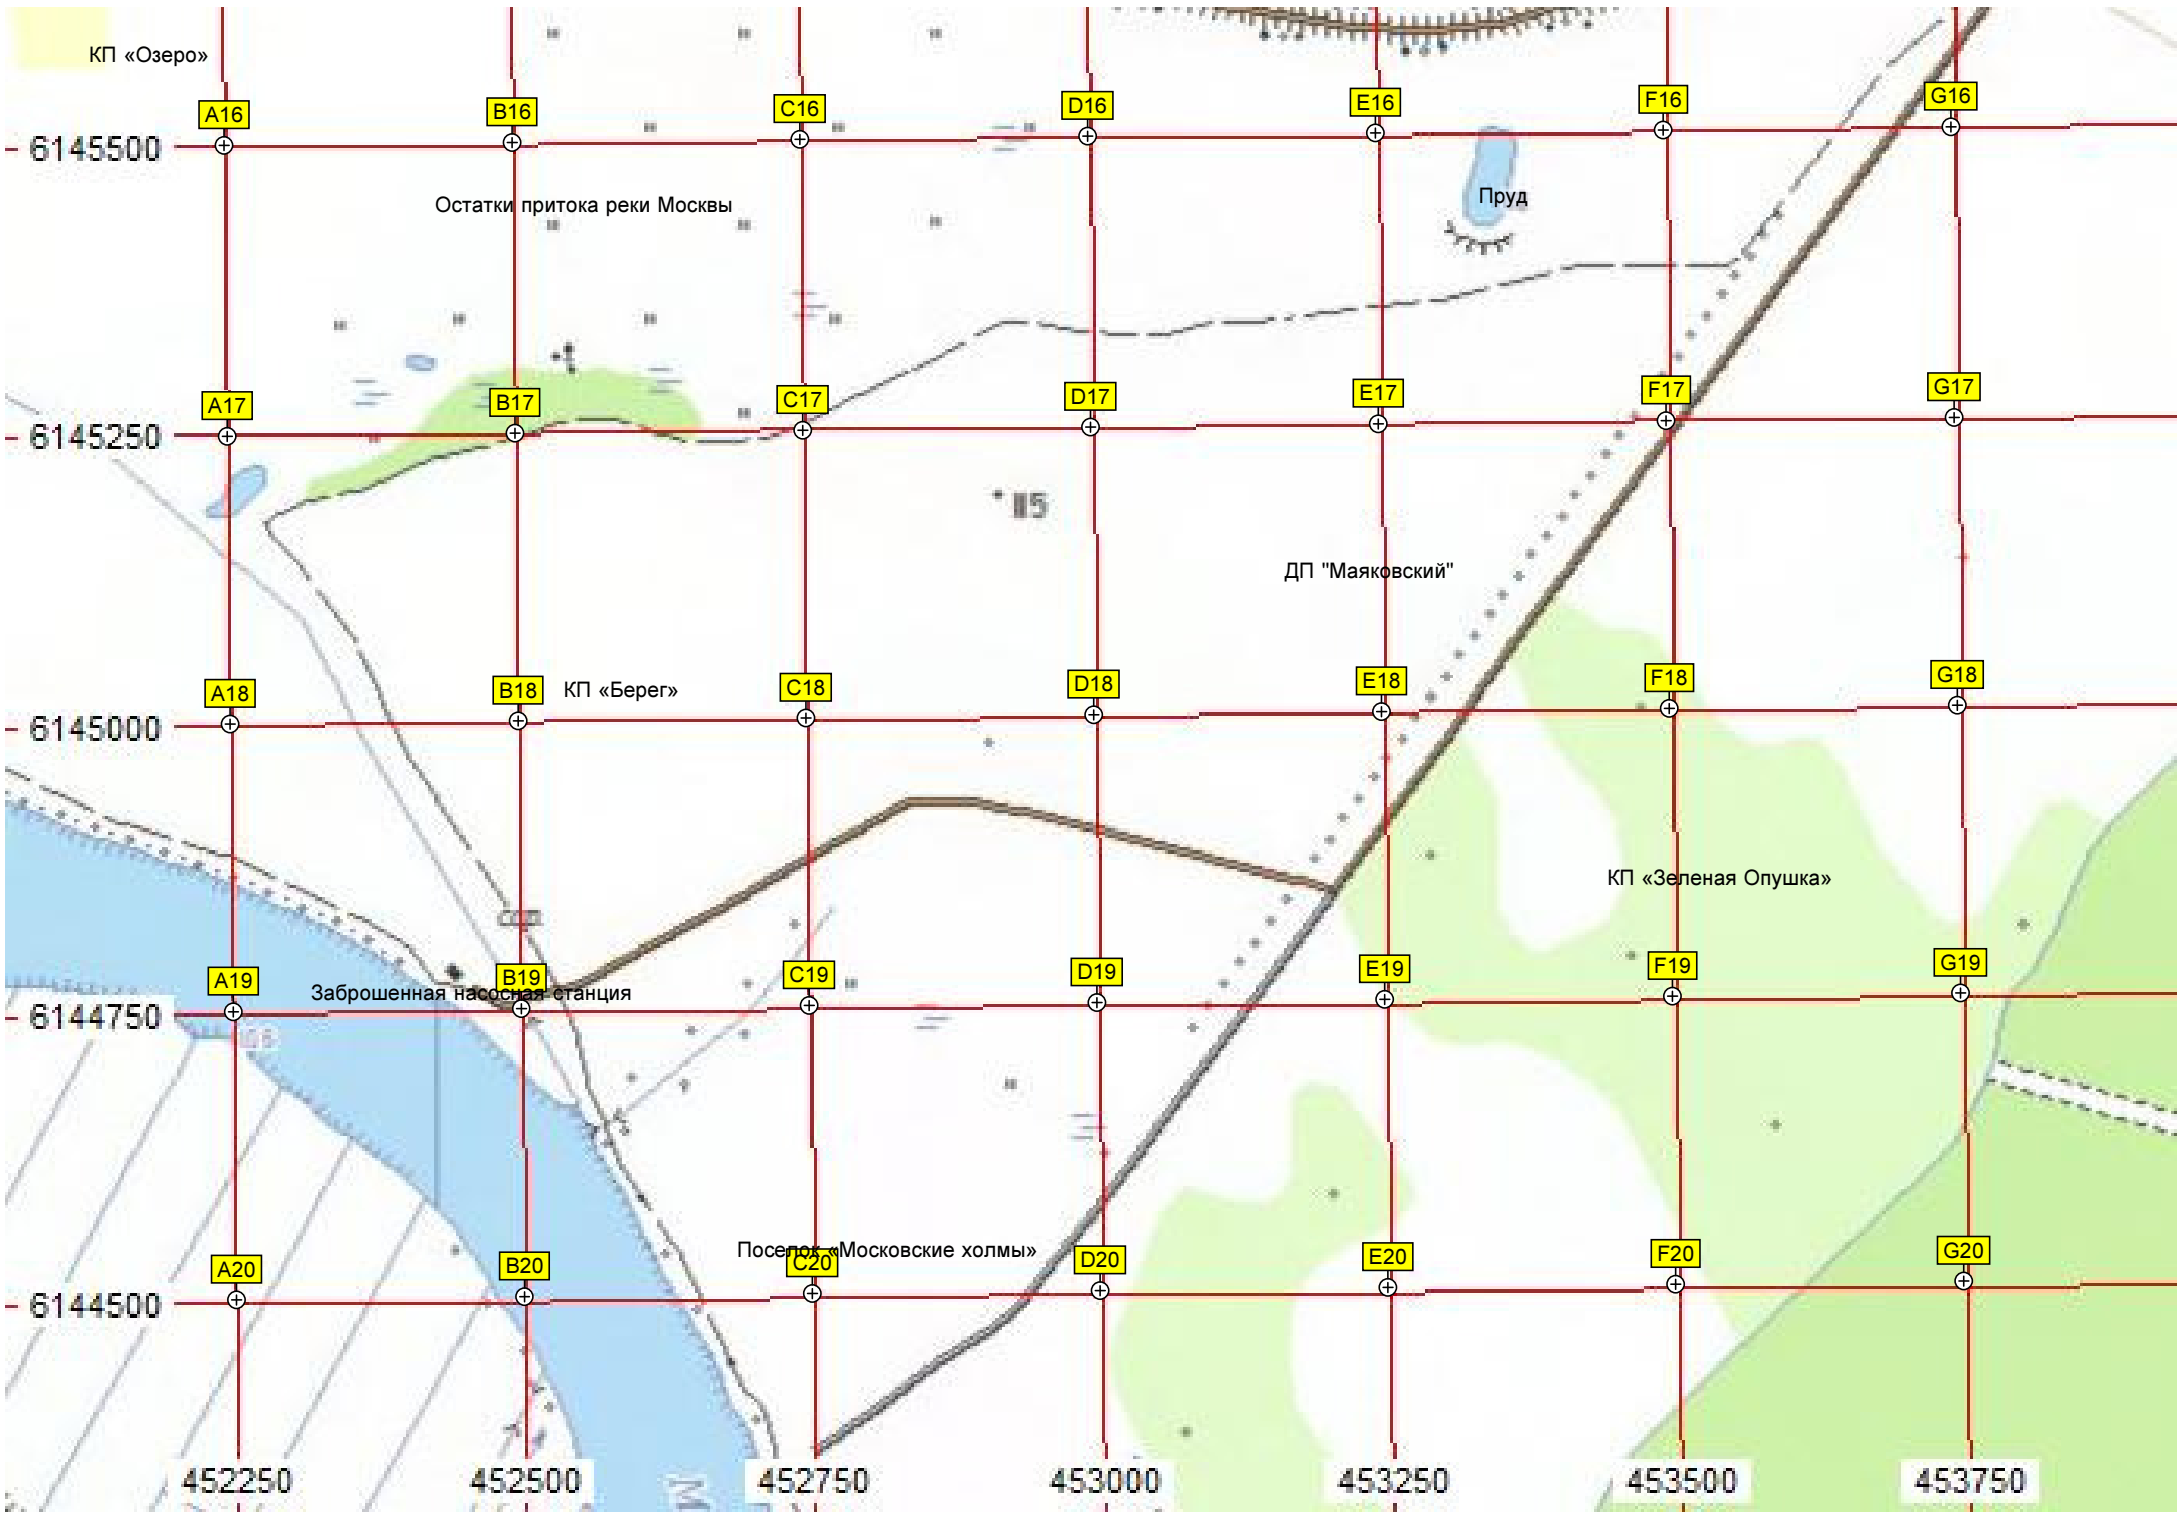 КП «Озеро»
A16 B16 C16 D16 E16 F16 G16
6145500
Пруд
Остатки притока реки Москвы
A17 B17 C17 D17 E17 F17 G17
6145250
5
ДП "Маяковский"
A18 B18 C18 D18 E18 F18 G18
КП «Берег»
6145000
КП «Зеленая Опушка»
A19 B19 C19 D19 E19 F19 G19
Заброшенная насосная станция
6144750
Поселок «Московские холмы»
A20 B20 C20 D20 E20 F20 G20
6144500
452250 452500 452750 453000 453250 453500 453750
М